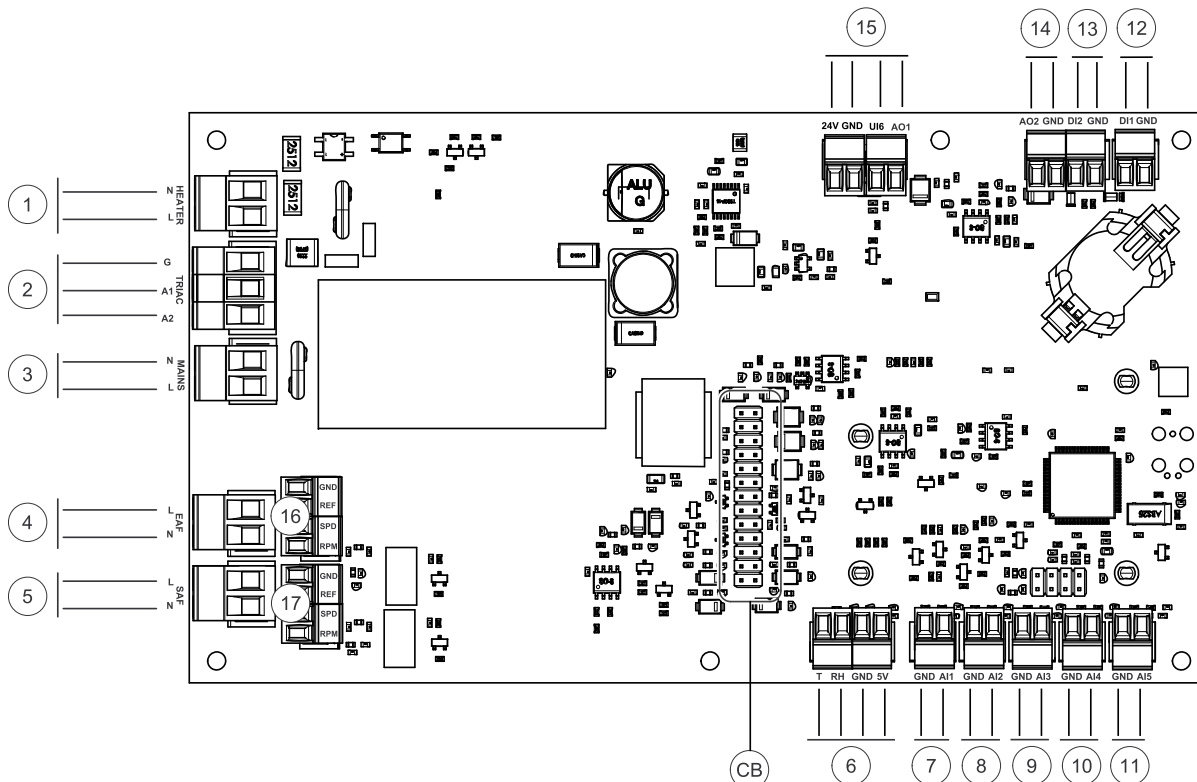 15
14 13 12
24V GND UI6 AO1
AO2 GND DI2 GND DI1 GND
2512
2512
ALU
G
1
N
L
HEATER
2
G
A1
A2
TRIAC
3
N
L
MAINS
4
L
N
EAF
16
GND
REF
SPD
RPM
5
L
N
SAF
17
GND
REF
SPD
RPM
T RH GND 5V GND AI1 GND AI2 GND AI3 GND AI4 GND AI5
CB 6 7 8 9 10 11